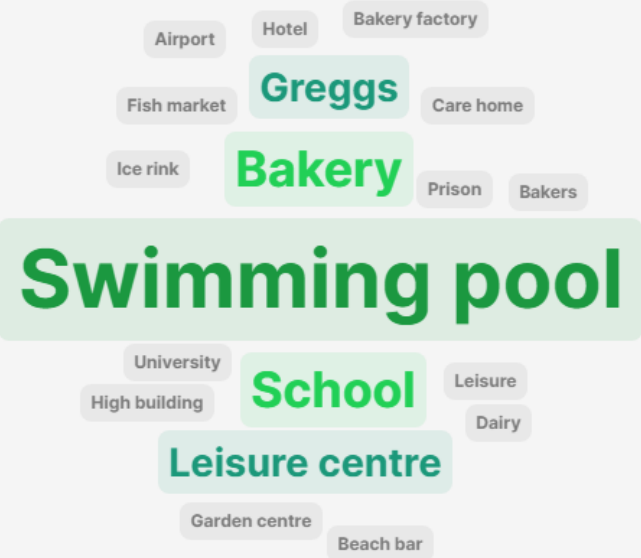 Bakery factory
Hotel
Airport
Greggs
Fish market
Care home
Bakery
Ice rink
Prison
Bakers
Swimming pool
University
School
Leisure
High building
Dairy
Leisure centre
Garden centre
Beach bar